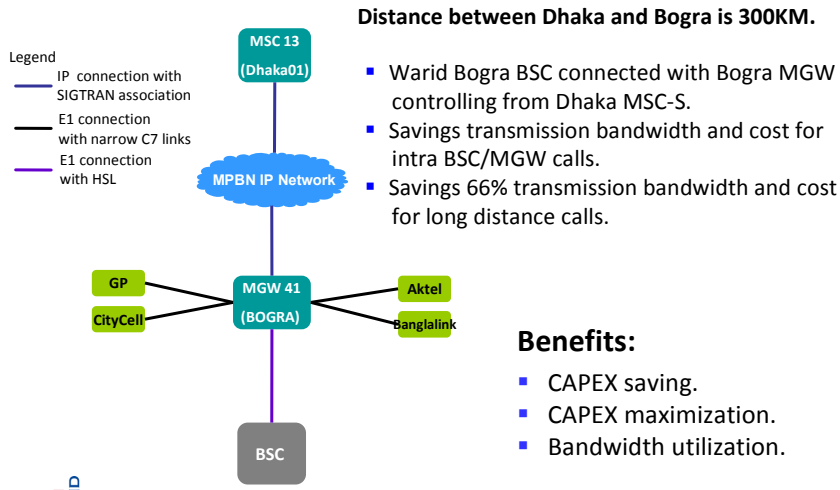 Distance between Dhaka and Bogra is 300KM.
MSC 13
(Dhaka01)
Legend
IP connection with
SIGTRAN association
E1 connection
with narrow C7 links
E1 connection
with HSL
▪ Warid Bogra BSC connected with Bogra MGW
controlling from Dhaka MSC-S.
▪ Savings transmission bandwidth and cost for
intra BSC/MGW calls.
▪ Savings 66% transmission bandwidth and cost
for long distance calls.
MPBN IP Network
GP
CityCell
MGW 41
(BOGRA)
Aktel
Banglalink
BSC
Benefits:
▪ CAPEX saving.
▪ CAPEX maximization.
▪ Bandwidth utilization.